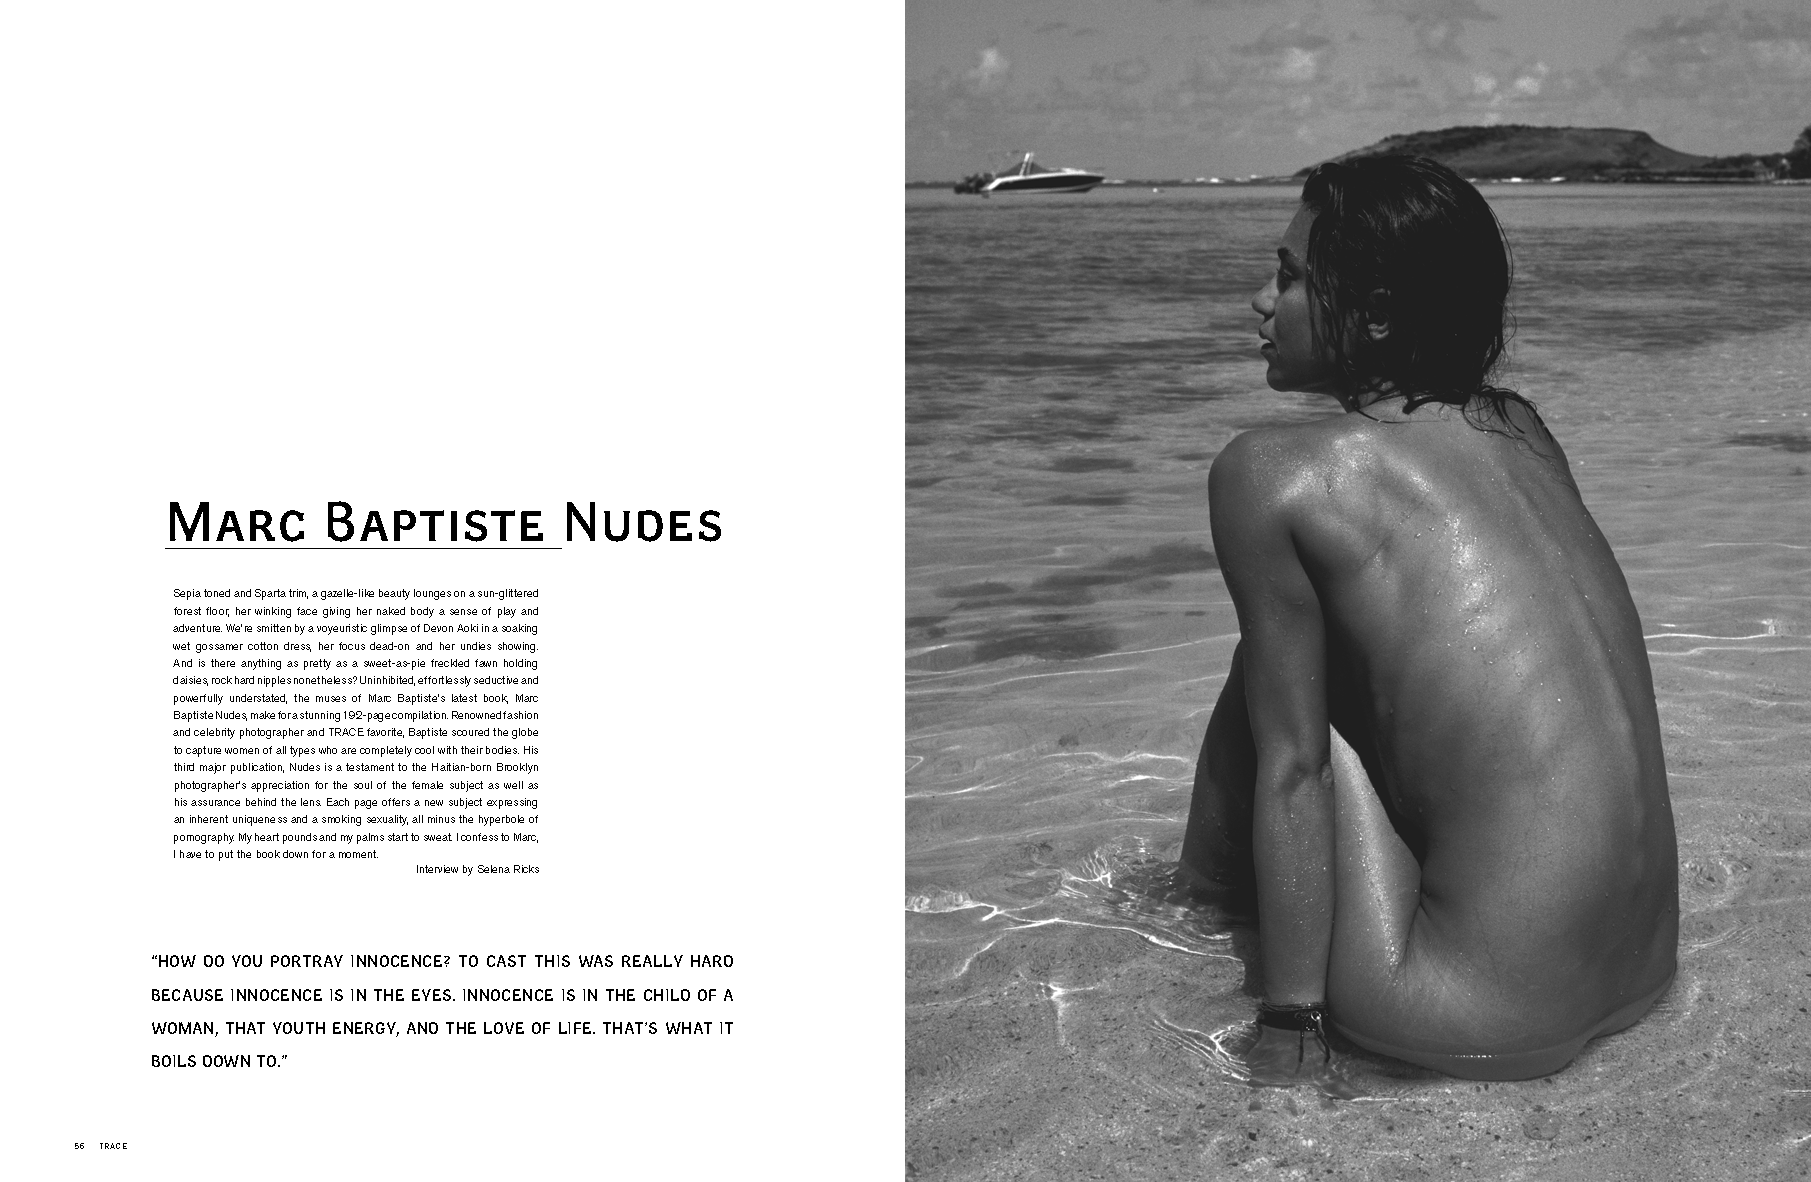 Marc Baptiste Nudes
Sepia toned and Sparta trim, a gazelle-like beauty lounges on a sun-glittered
forest floor, her winking face giving her naked body a sense of play and
adventure. We're smitten by a voyeuristic glimpse of Devon Aoki in a soaking
wet gossamer cotton dress, her focus dead-on and her undies showing.
And is there anything as pretty as a sweet-as-pie freckled fawn holding
daisies, rock hard nipples nonetheless? Uninhibited, effortlessly seductive and
powerfully understated, the muses of Marc Baptiste's latest book, Marc
Baptiste Nudes, make for a stunning 192-page compilation. Renowned fashion
and celebrity photographer and TRACE favorite, Baptiste scoured the globe
to capture women of all types who are completely cool with their bodies. His
third major publication, Nudes is a testament to the Haitian-born Brooklyn
photographer's appreciation for the soul of the female subject as well as
his assurance behind the lens. Each page offers a new subject expressing
an inherent uniqueness and a smoking sexuality, all minus the hyperbole of
pornography. My heart pounds and my palms start to sweat. I confess to Marc,
I have to put the book down for a moment.
Interview by Selena Ricks
"HOW DO YOU PORTRAY INNOCENCE? TO CAST THIS WAS REALLY HARD
BECAUSE INNOCENCE IS IN THE EYES. INNOCENCE IS IN THE CHILD OF A
WOMAN, THAT YOUTH ENERGY, AND THE LOVE OF LIFE. THAT'S WHAT IT
BOILS DOWN TO."
56 TRACE